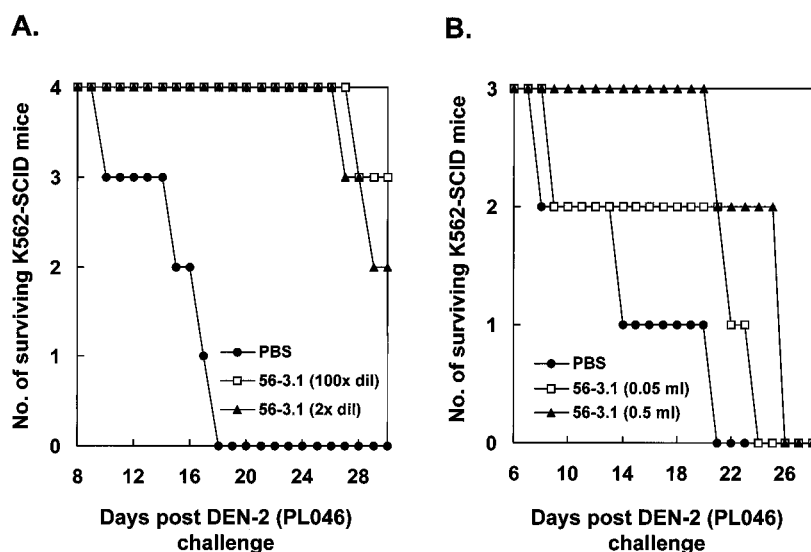 A.
No. of surviving K562-SCID mice
4
3
2
1
0
PBS
56-3.1 (100x dil)
56-3.1 (2x dil)
8 12 16 20 24 28
Days post DEN-2 (PL046)
challenge
B.
No. of surviving K562-SCID mice
3
2
1
0
PBS
56-3.1 (0.05 ml)
56-3.1 (0.5 ml)
6 10 14 18 22 26
Days post DEN-2 (PL046)
challenge